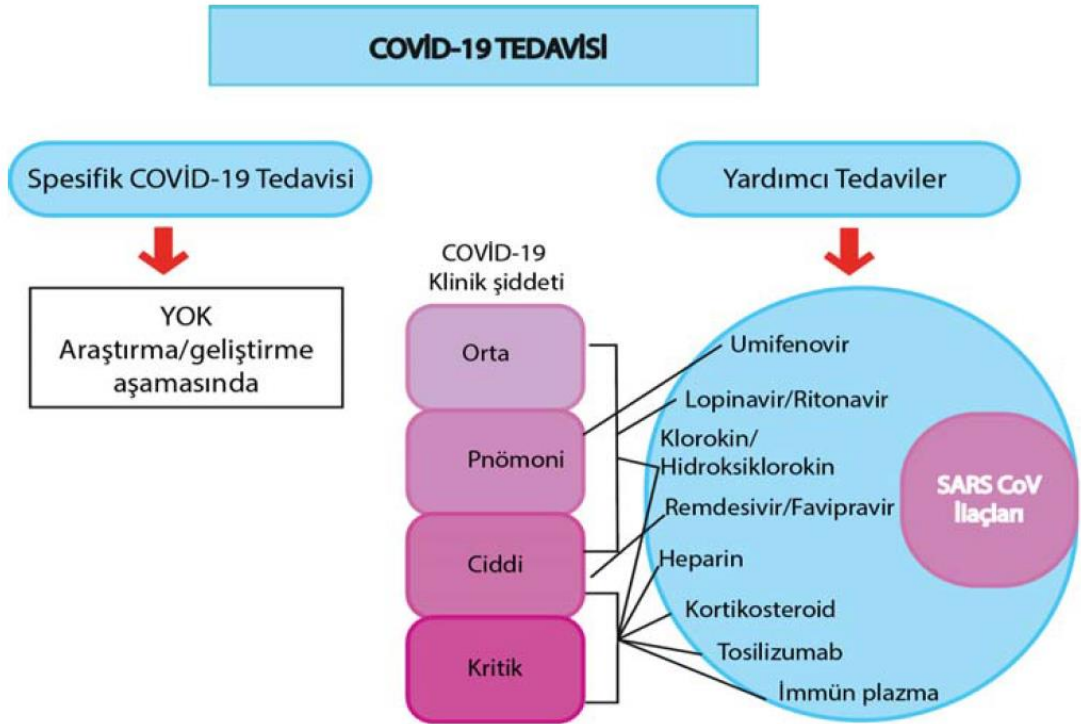 COVİD-19 TEDAVİSİ
Spesifik COVİD-19 Tedavisi
YOK
Araştırma/geliştirme
aşamasında
COVİD-19
Klinik şiddeti
Orta
Pnömoni
Ciddi
Kritik
Yardımcı Tedaviler
Umifenovir
Lopinavir/Ritonavir
Klorokin/
Hidroksiklorokin
Remdesivir/Favipravir
Heparin
Kortikosteroid
Tosilizumab
İmmün plazma
SARS CoV
İlaçları